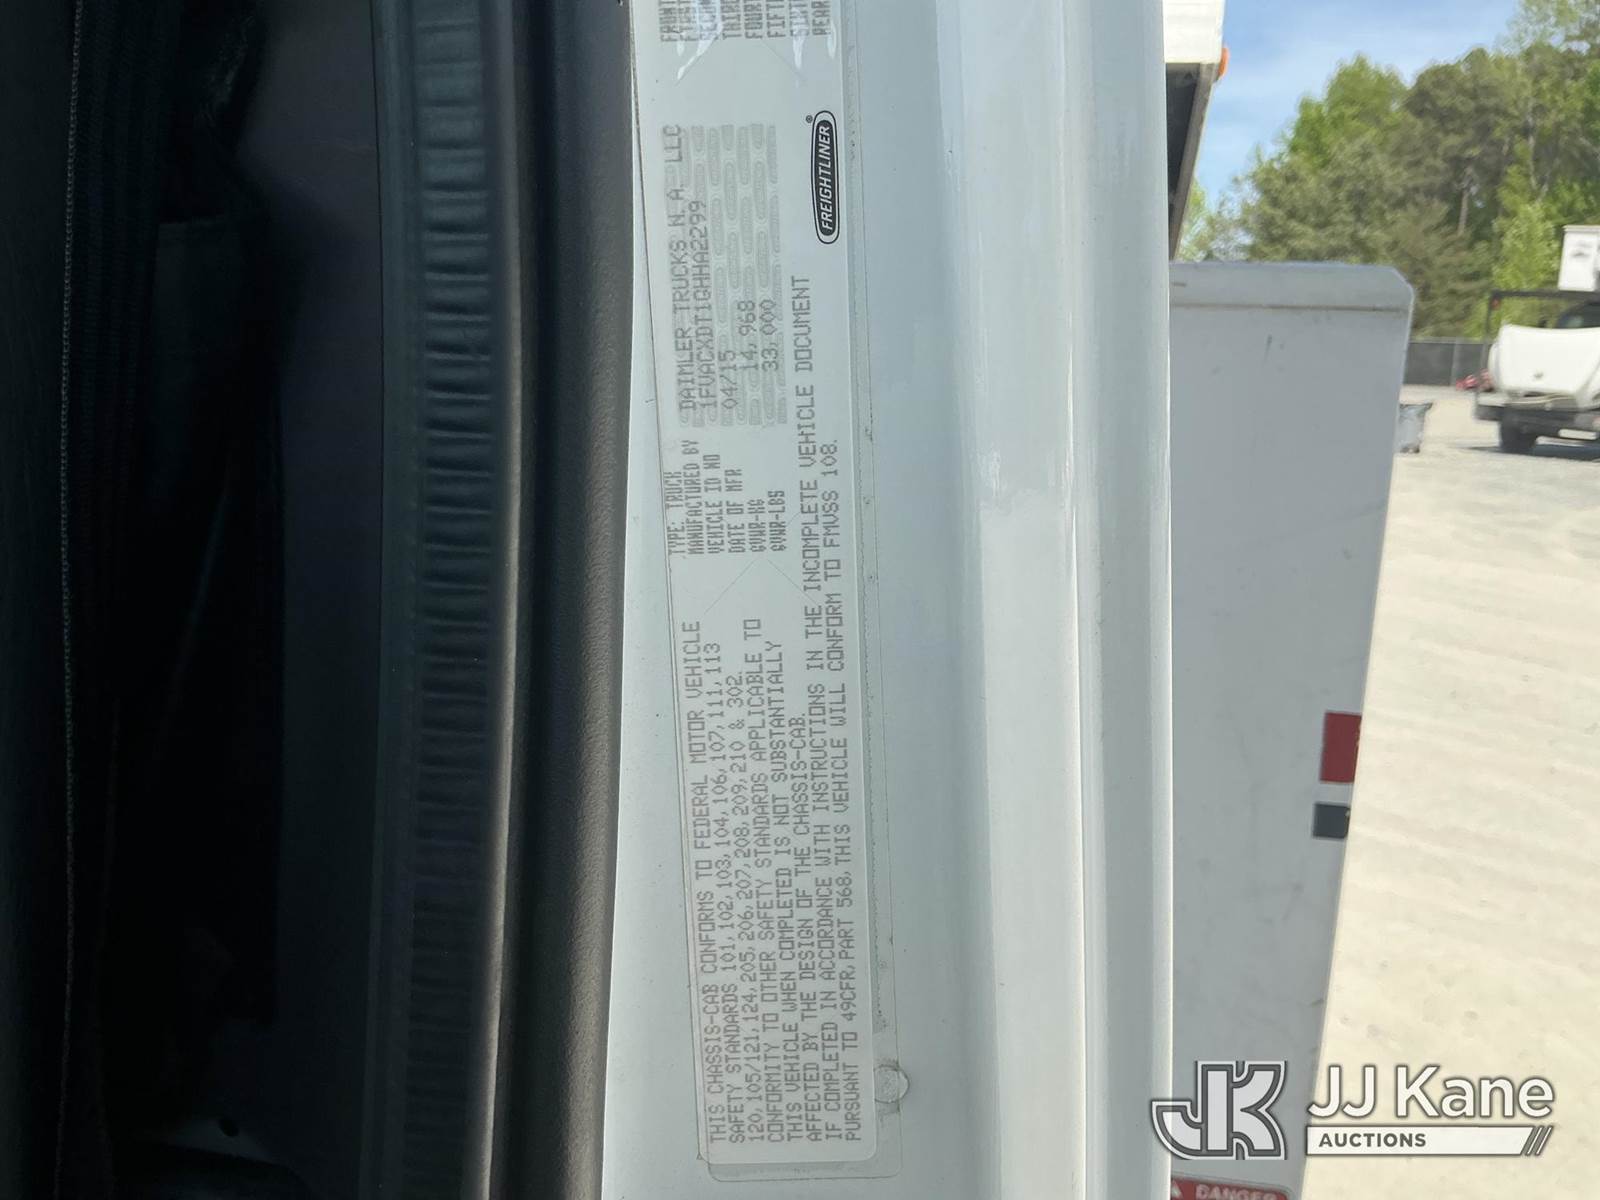 THIS CHASSIS-CAB CONFORMS TO FEDERAL MOTOR VEHICLE
SAFETY STANDARDS 101,102,103,104,106,107,111,113
120,105/121,124,205,206,207,208,209,210 & 302.
CONFORMITY TO OTHER SAFETY STANDARDS APPLICABLE TO
THIS VEHICLE WHEN COMPLETED IS NOT SUBSTANTIALLY
AFFECTED BY THE DESIGN OF THE CHASSIS-CAB.
IF COMPLETED IN ACCORDANCE WITH INSTRUCTIONS IN THE INCOMPLETE VEHICLE DOCUMENT
PURSUANT TO 49CFR,PART 568,THIS VEHICLE WILL CONFORM TO FMVSS 108.
TYPE: TRUCK
MANUFACTURED BY DAIMLER TRUCKS N.A. LLC
VEHICLE ID NO 1FVACXDT1GHHA2299
DATE OF MFR 04/15
GVWR-KG 14,968
GVWR-LBS 33,000
FREIGHTLINER®
DANGER
JK JJ Kane
AUCTIONS